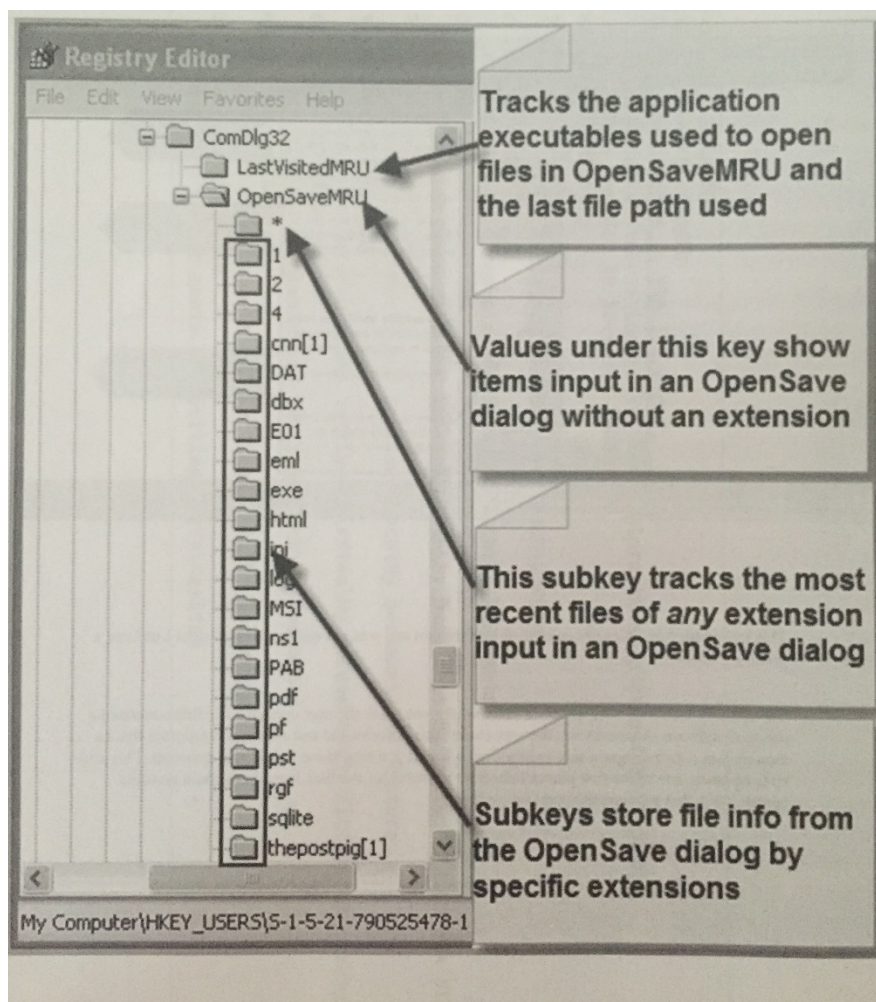 Registry Editor
File Edit View Favorites Help
ComDlg32
LastVisitedMRU
OpenSaveMRU
*
1
2
4
cnn[1]
DAT
dbx
E01
eml
exe
html
ini
log
MSI
ns1
PAB
pdf
pf
pst
rgf
sqlite
thepostpig[1]
My Computer\HKEY_USERS\S-1-5-21-790525478-1
Tracks the application
executables used to open
files in OpenSaveMRU and
the last file path used
Values under this key show
items input in an OpenSave
dialog without an extension
This subkey tracks the most
recent files of any extension
input in an OpenSave dialog
Subkeys store file info from
the OpenSave dialog by
specific extensions